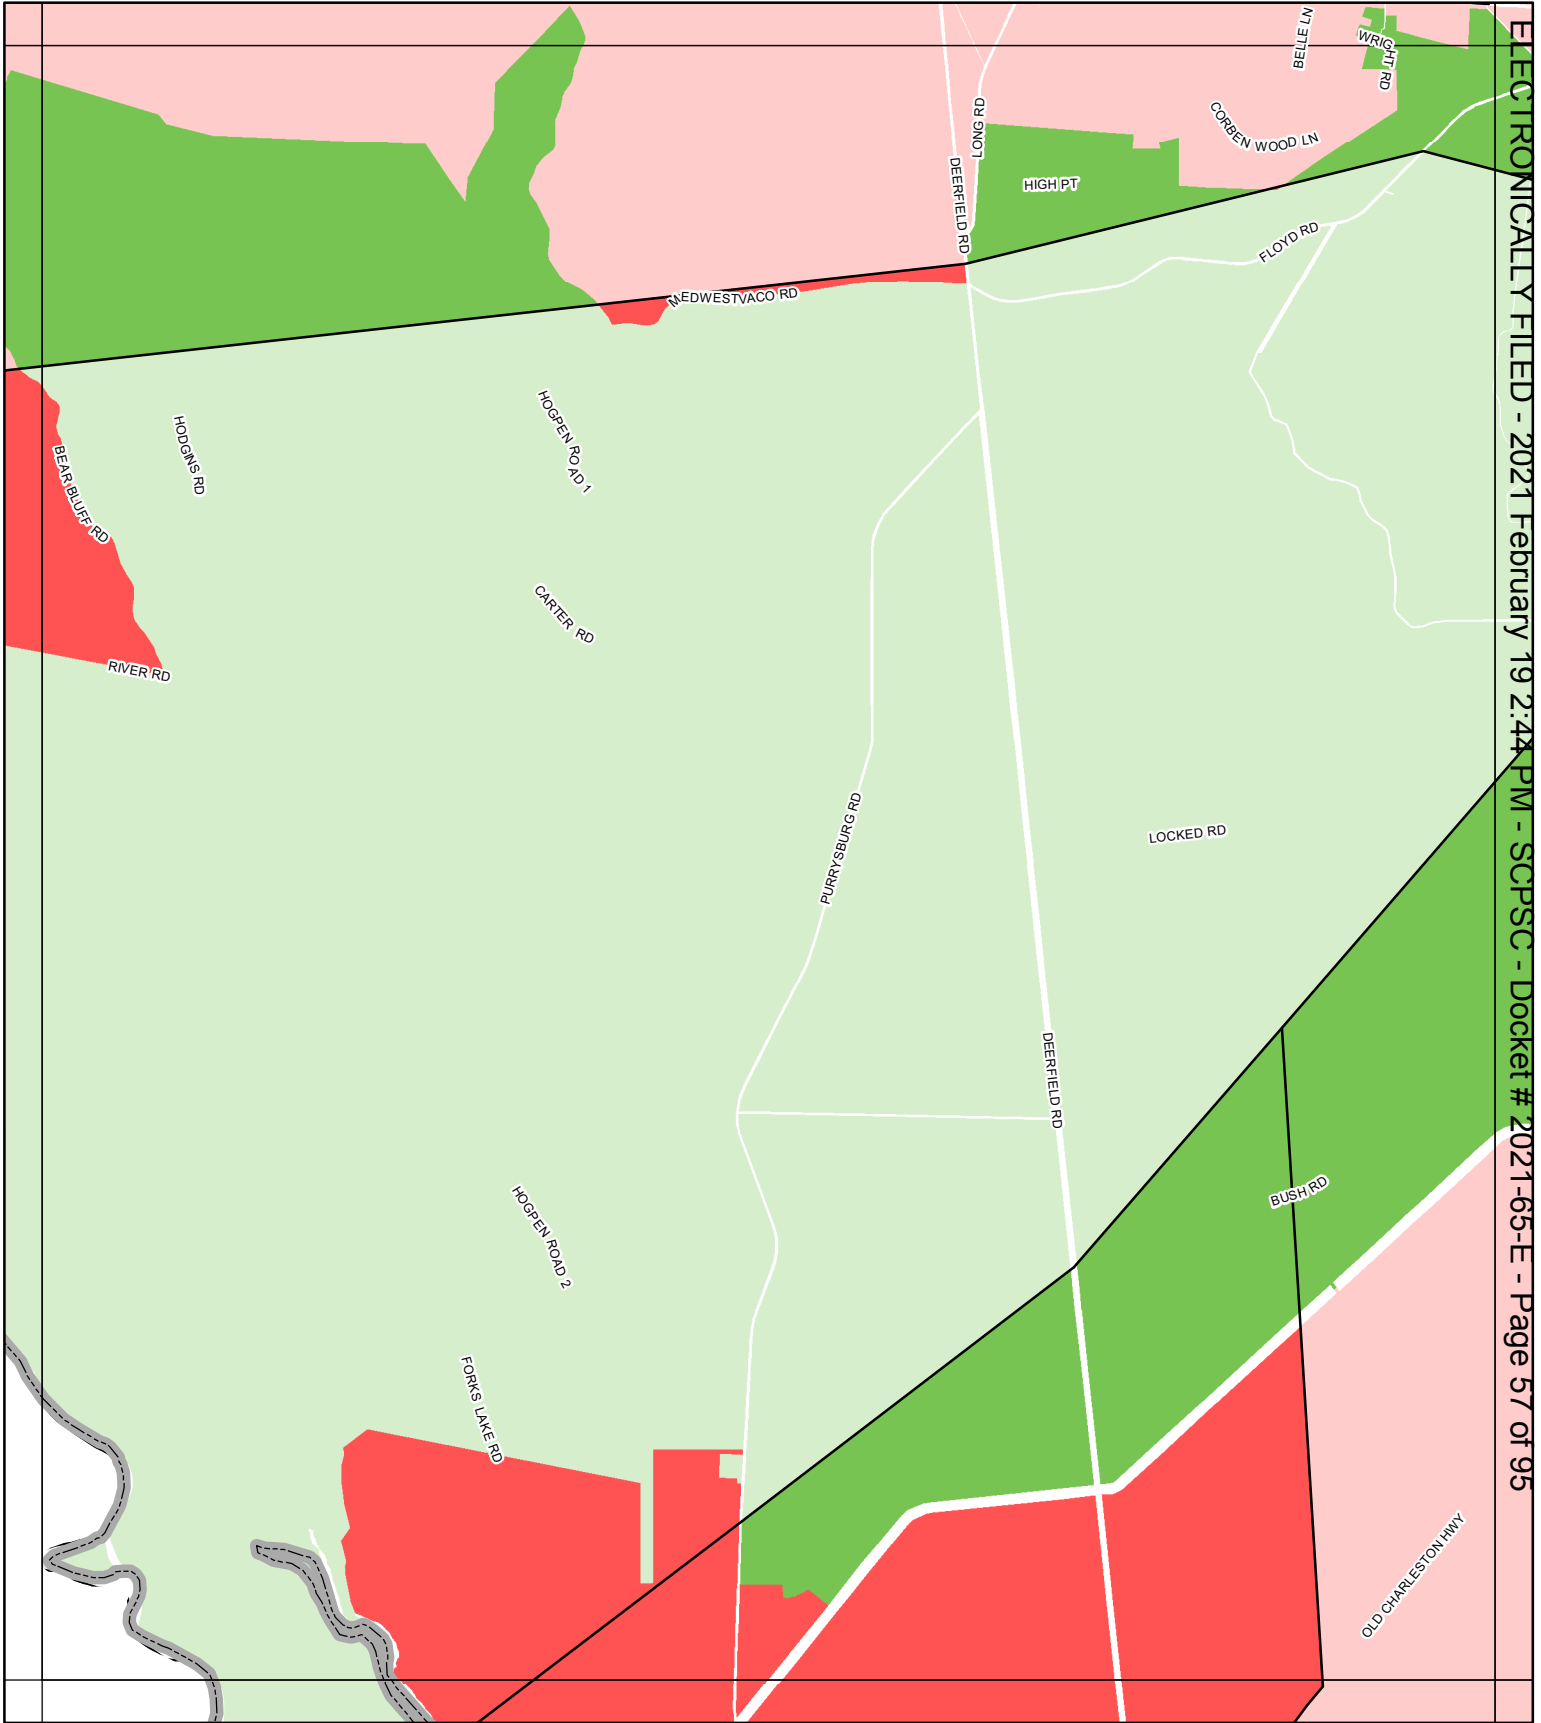 BELLE LN
WRIGHT RD
LONG RD
CORBEN WOOD LN
DEERFIELD RD
HIGH PT
FLOYD RD
MEDWESTVACO RD
HODGINS RD
HOGPEN ROAD 1
BEAR BLUFF RD
CARTER RD
RIVER RD
PURRYSBURG RD
LOCKED RD
DEERFIELD RD
BUSH RD
HOGPEN ROAD 2
FORKS LAKE RD
OLD CHARLESTON HWY
ELECTRONICALLY FILED - 2021 February 19 2:44 PM - SCPSC - Docket # 2021-65-E - Page 57 of 95